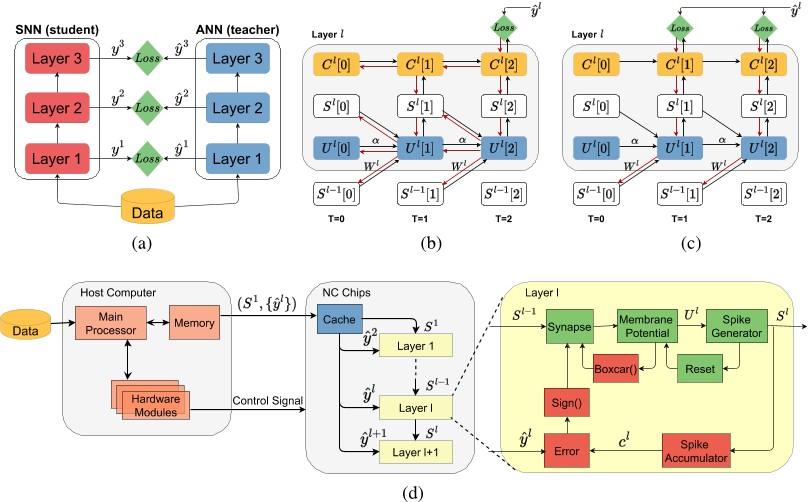 SNN (student) ANN (teacher)
Layer 3 y^3 Loss ŷ^3 Layer 3
Layer 2 y^2 Loss ŷ^2 Layer 2
Layer 1 y^1 Loss ŷ^1 Layer 1
Data
(a)
Loss ŷ^l
Layer l
C^l[0] C^l[1] C^l[2]
S^l[0] S^l[1] S^l[2]
U^l[0] α U^l[1] α U^l[2]
W^l W^l
S^{l-1}[0] S^{l-1}[1] S^{l-1}[2]
T=0 T=1 T=2
(b)
ŷ^l
Loss Loss
Layer l
C^l[0] C^l[1] C^l[2]
S^l[0] S^l[1] S^l[2]
U^l[0] α U^l[1] α U^l[2]
W^l W^l
S^{l-1}[0] S^{l-1}[1] S^{l-1}[2]
T=0 T=1 T=2
(c)
Data
Host Computer
Main
Processor
Memory
Hardware
Modules
(S^1, {ŷ^l})
Control Signal
NC Chips
Cache
S^1
ŷ^2
Layer 1
S^{l-1}
ŷ^l
Layer l
ŷ^{l+1} S^l
Layer l+1
Layer l
S^{l-1} Synapse
Membrane
Potential
U^l
Spike
Generator
S^l
Boxcar() Reset
Sign()
ŷ^l Error c^l
Spike
Accumulator
(d)